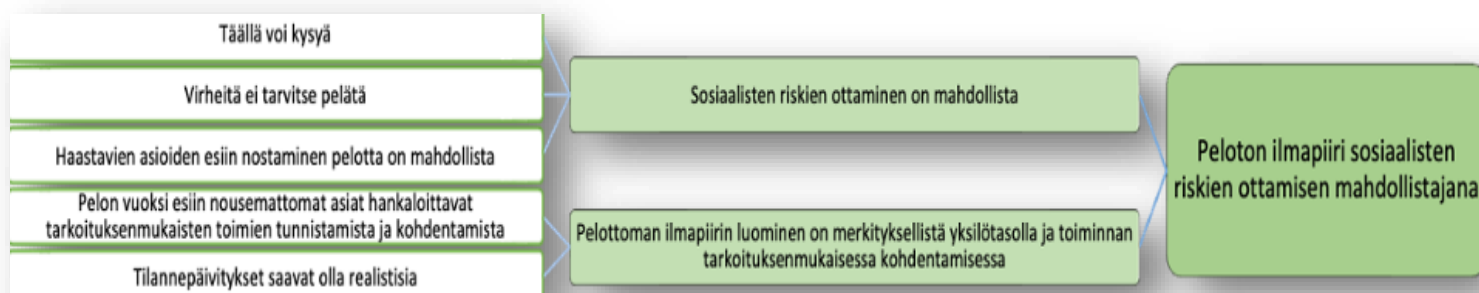 Täällä voi kysyä
Virheitä ei tarvitse pelätä
Haastavien asioiden esiin nostaminen pelotta on mahdollista
Pelon vuoksi esiin nousemattomat asiat hankaloittavat
tarkoituksenmukaisten toimien tunnistamista ja kohdentamista
Tilannepäivitykset saavat olla realistisia
Sosiaalisten riskien ottaminen on mahdollista
Pelottoman ilmapiirin luominen on merkityksellistä yksilötasolla ja toiminnan
tarkoituksenmukaisessa kohdentamisessa
Peloton ilmapiiri sosiaalisten
riskien ottamisen mahdollistajana